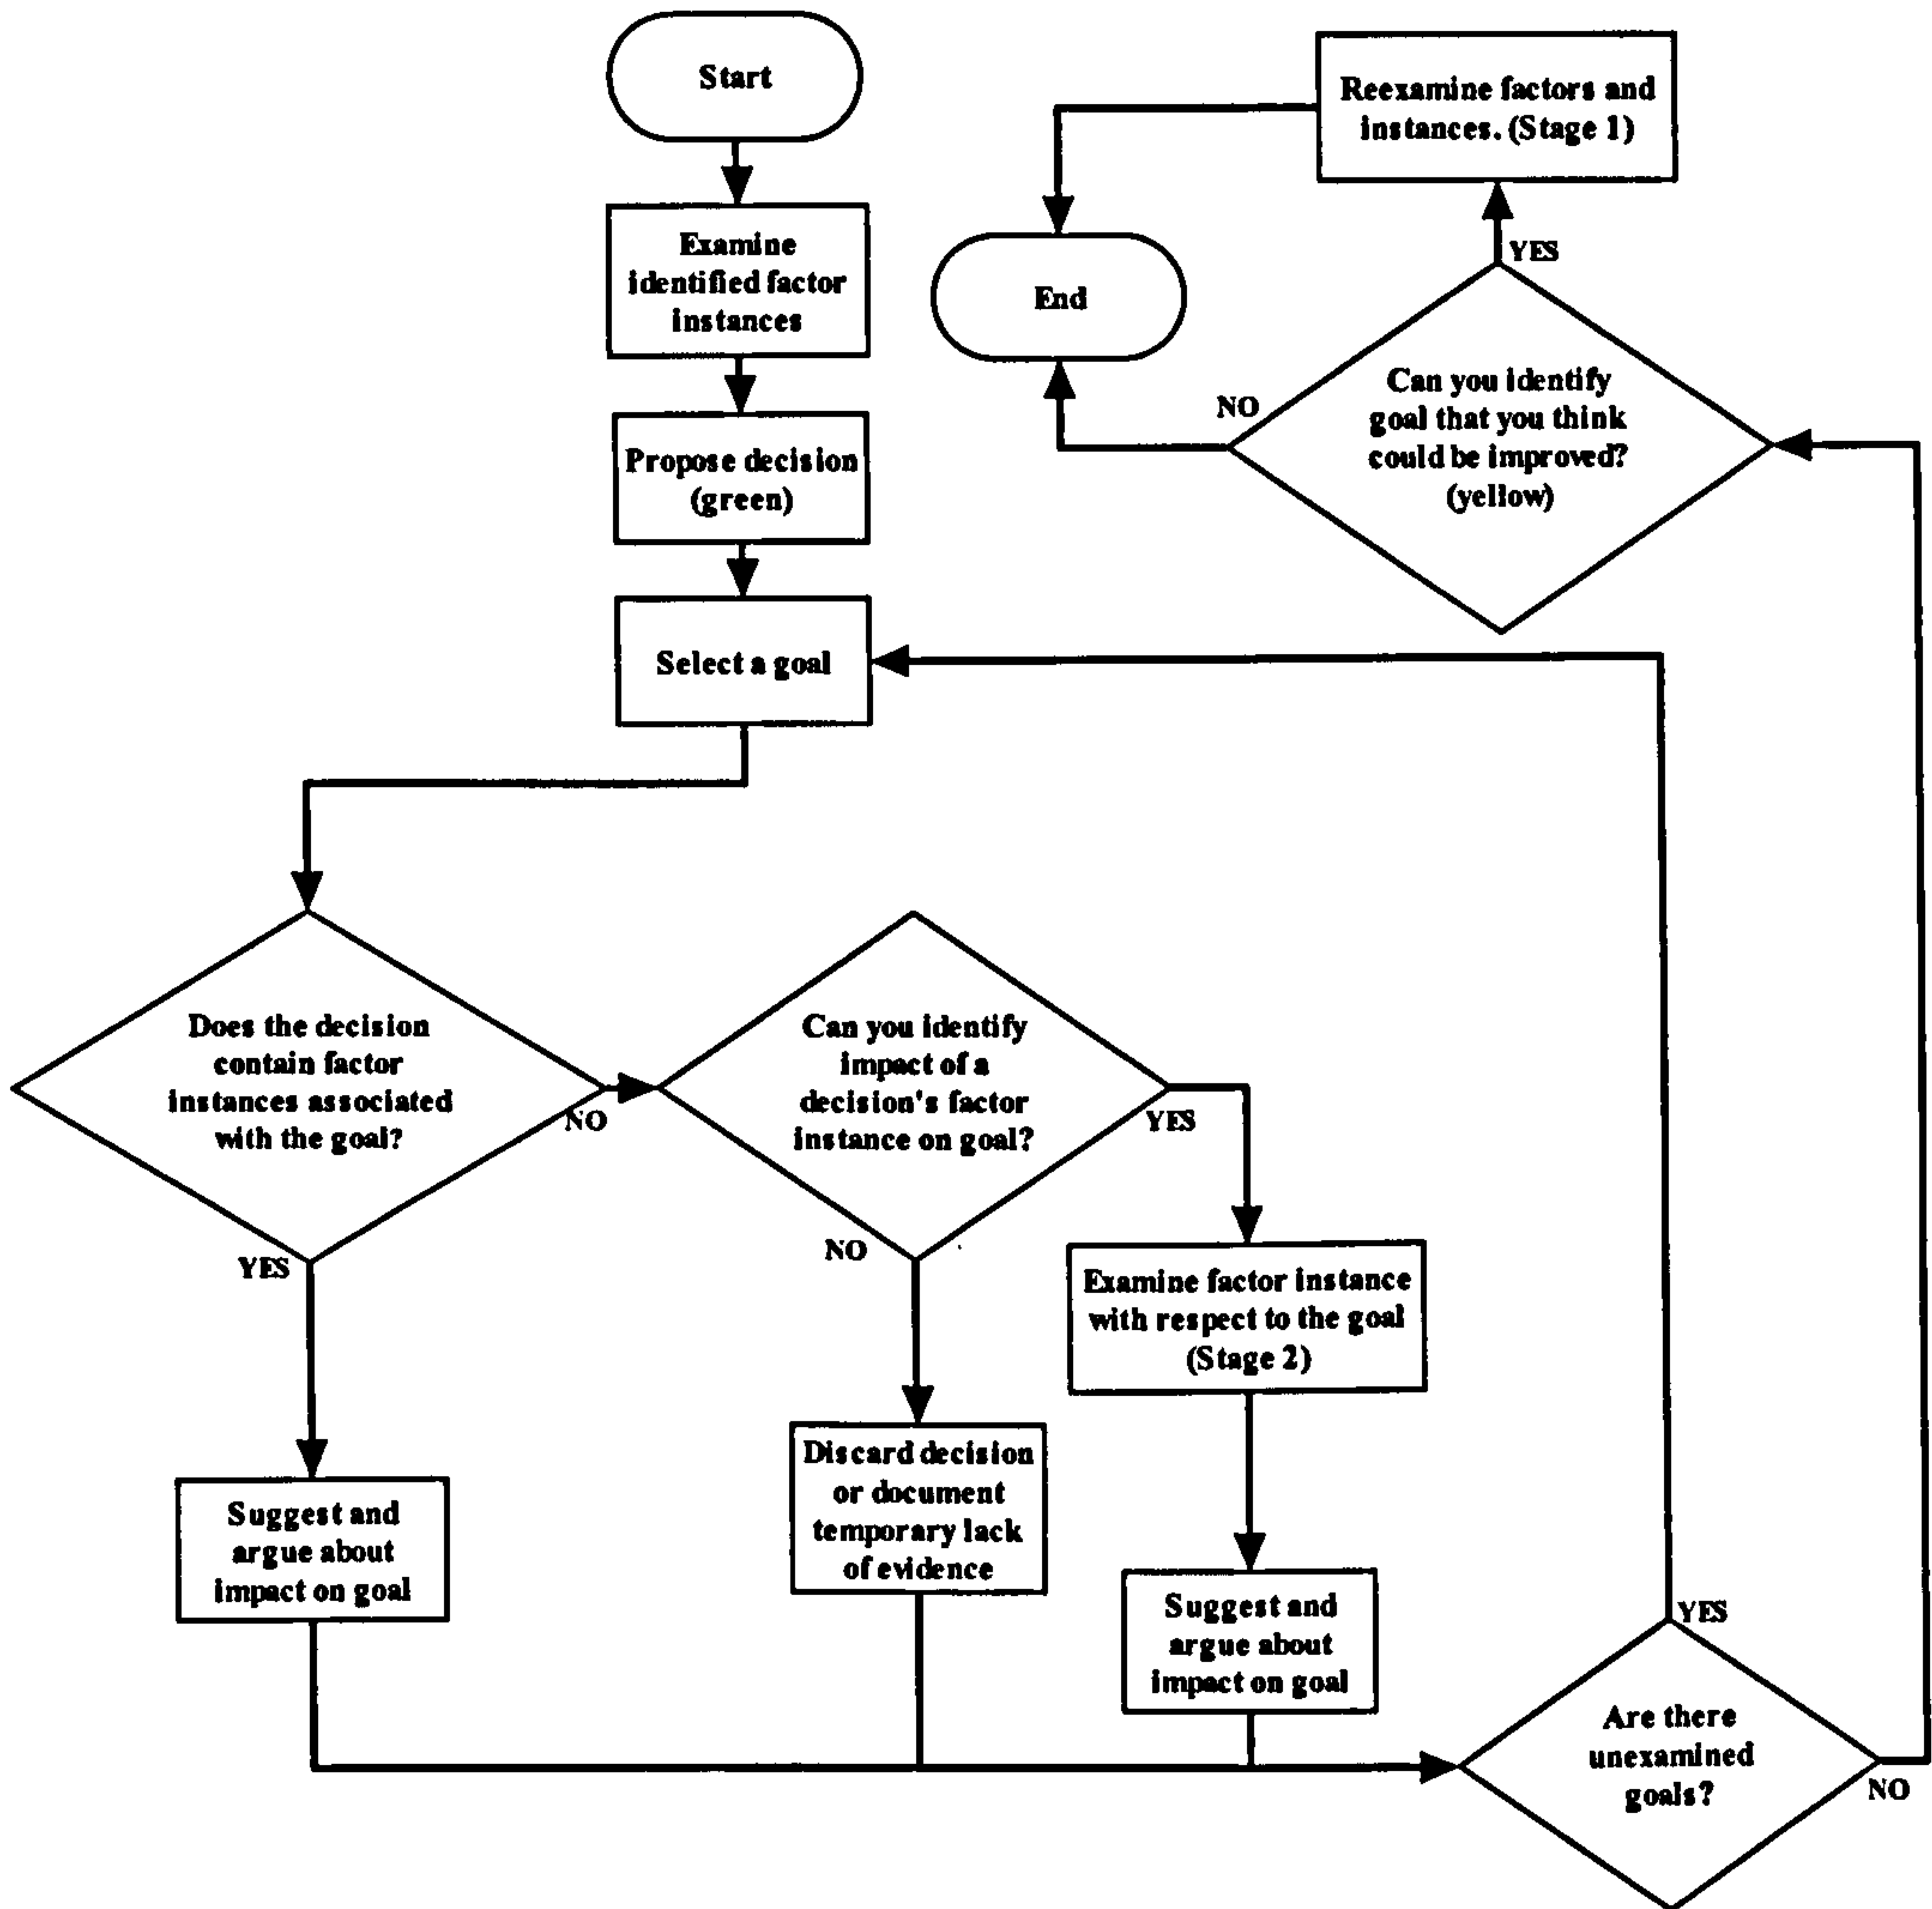 Start
Reexamine factors and
instances. (Stage 1)
Examine
identified factor
instances
End
YES
Can you identify
goal that you think
could be improved?
(yellow)
NO
Propose decision
(green)
Select a goal
Does the decision
contain factor
instances associated
with the goal?
NO
YES
Can you identify
impact of a
decision's factor
instance on goal?
YES
NO
Examine factor instance
with respect to the goal
(Stage 2)
Suggest and
argue about
impact on goal
Discard decision
or document
temporary lack
of evidence
Suggest and
argue about
impact on goal
YES
Are there
unexamined
goals?
NO